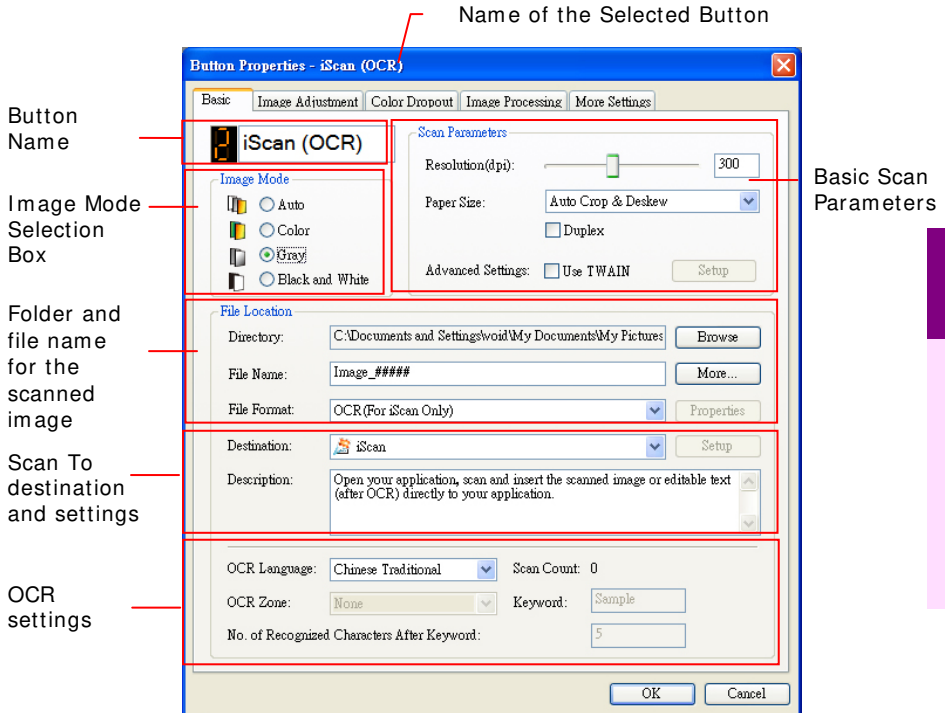 Name of the Selected Button
Button Properties - iScan (OCR)
Basic Image Adjustment Color Dropout Image Processing More Settings
Button
Name
2 iScan (OCR)
Image Mode
Selection
Box
Image Mode
Auto
Color
Gray
Black and White
Scan Parameters
Resolution(dpi): 300
Paper Size: Auto Crop & Deskew
Duplex
Advanced Settings: Use TWAIN Setup
Basic Scan
Parameters
Folder and
file name
for the
scanned
image
File Location
Directory: C:\Documents and Settings\void\My Documents\My Pictures Browse
File Name: Image_##### More...
File Format: OCR(For iScan Only) Properties
Scan To
destination
and settings
Destination: iScan Setup
Description: Open your application, scan and insert the scanned image or editable text
(after OCR) directly to your application.
OCR
settings
OCR Language: Chinese Traditional Scan Count: 0
OCR Zone: None Keyword: Sample
No. of Recognized Characters After Keyword: 5
OK Cancel